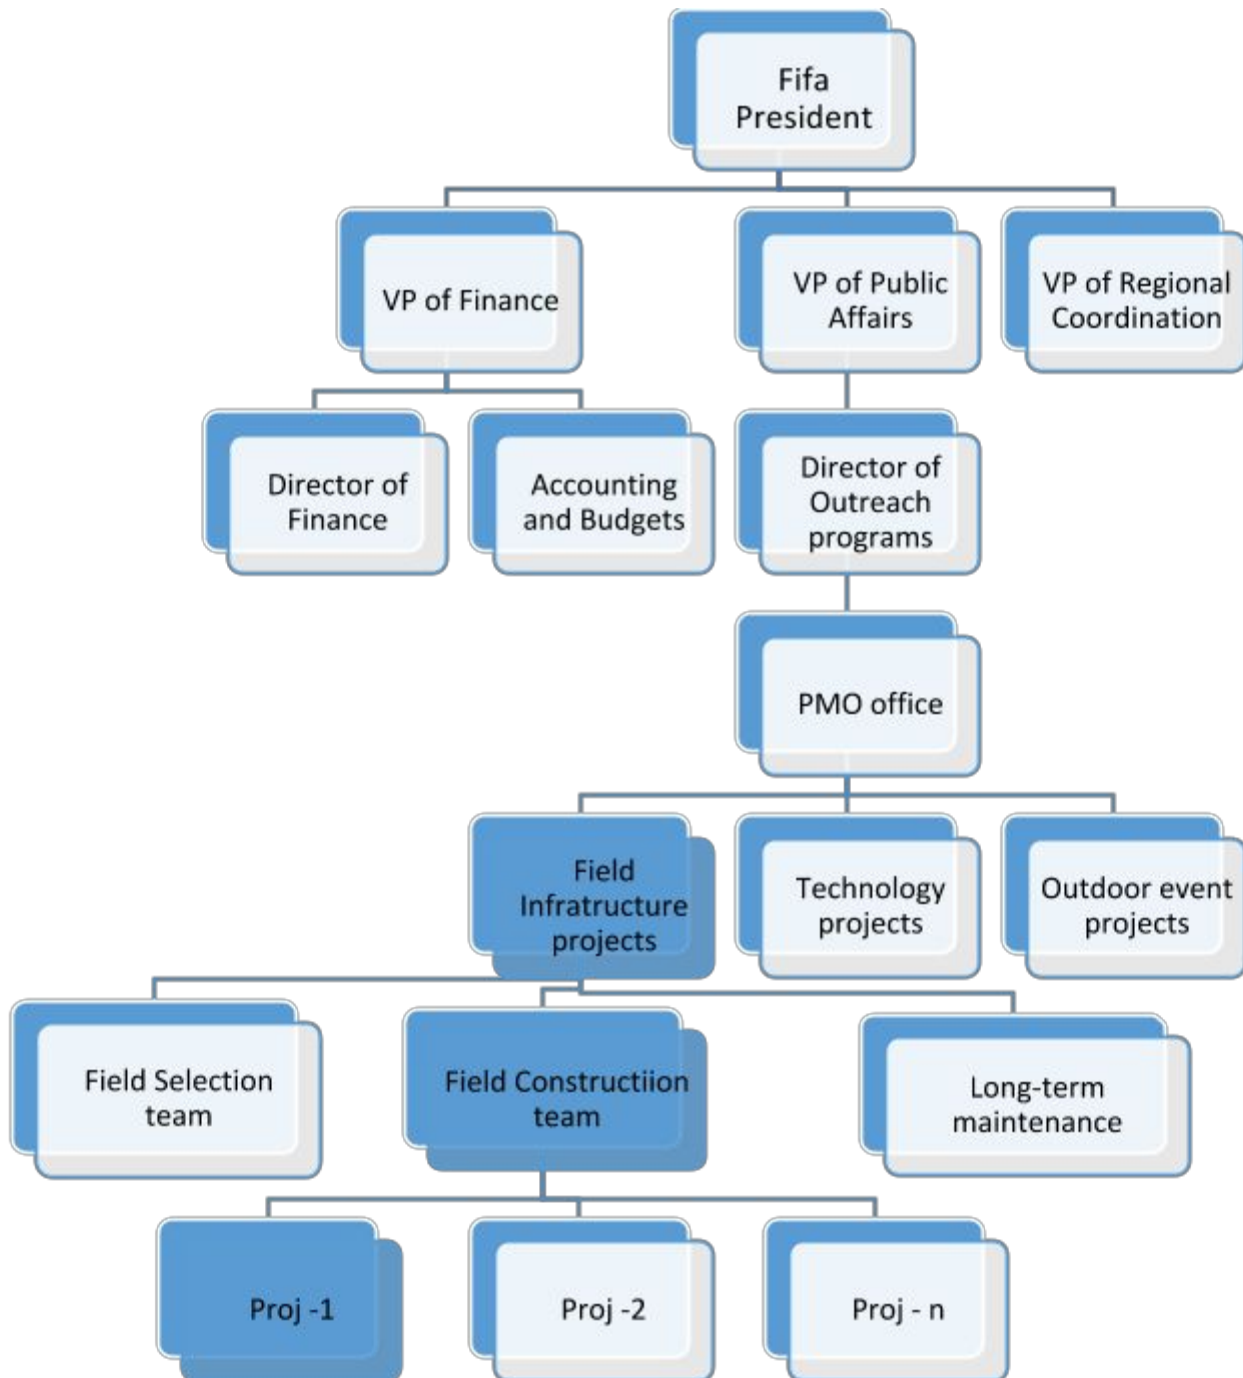 Fifa
President
VP of Finance
VP of Public
Affairs
VP of Regional
Coordination
Director of
Finance
Accounting
and Budgets
Director of
Outreach
programs
PMO office
Field
Infratructure
projects
Technology
projects
Outdoor event
projects
Field Selection
team
Field Constructiion
team
Long-term
maintenance
Proj -1
Proj -2
Proj - n